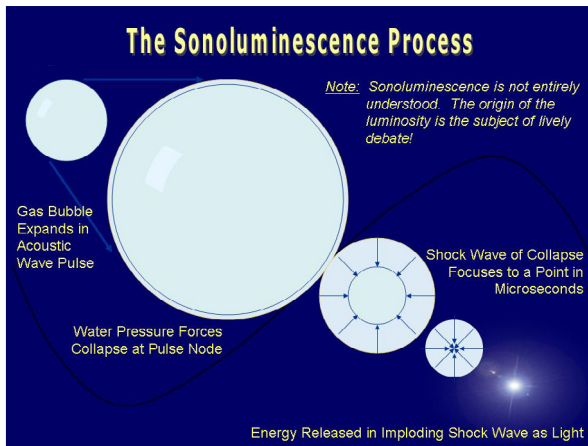 The Sonoluminescence Process
Note: Sonoluminescence is not entirely
understood. The origin of the
luminosity is the subject of lively
debate!
Gas Bubble
Expands in
Acoustic
Wave Pulse
Shock Wave of Collapse
Focuses to a Point in
Microseconds
Water Pressure Forces
Collapse at Pulse Node
Energy Released in Imploding Shock Wave as Light